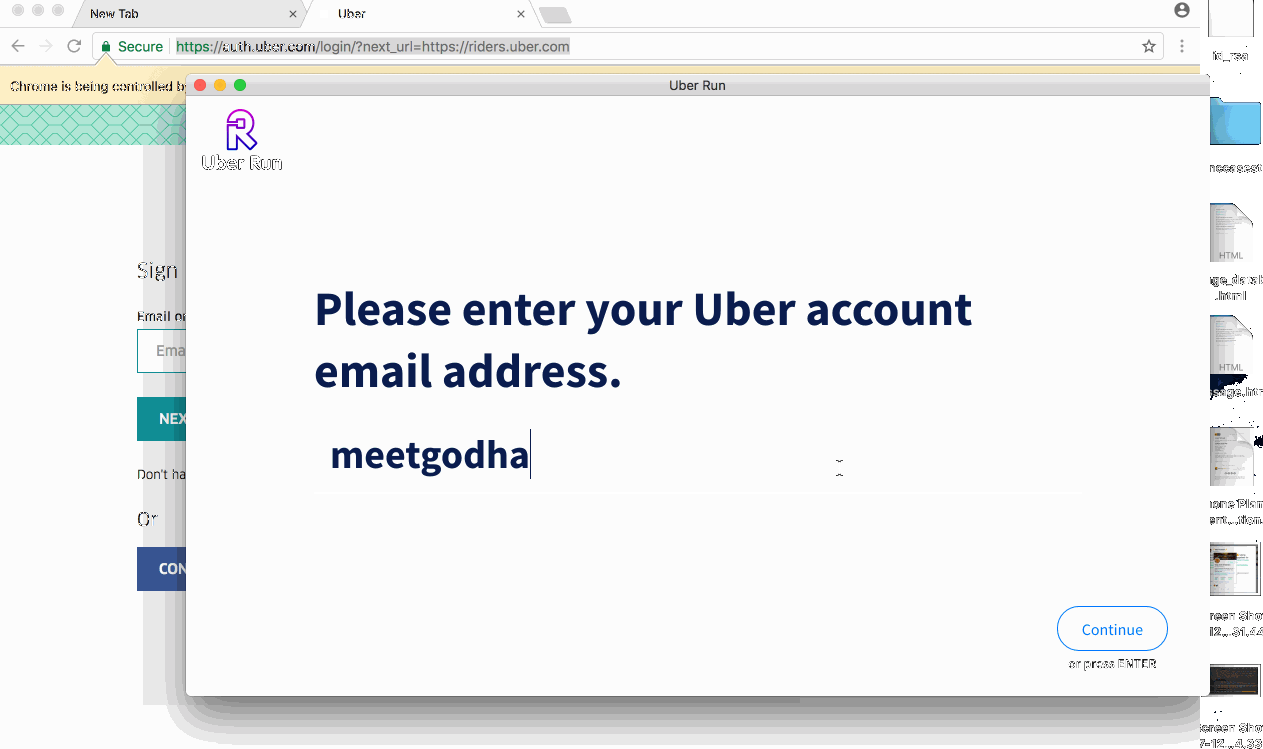 New Tab
Uber
Secure
https://auth.uber.com/login/?next_url=https://riders.uber.com
Chrome is being controlled b
Uber Run
Uber Run
Sign
Email or
Ema
NEX
Don't ha
Or
CON
Please enter your Uber account
email address.
meetgodha
Continue
or press ENTER
HTML
.html
HTML